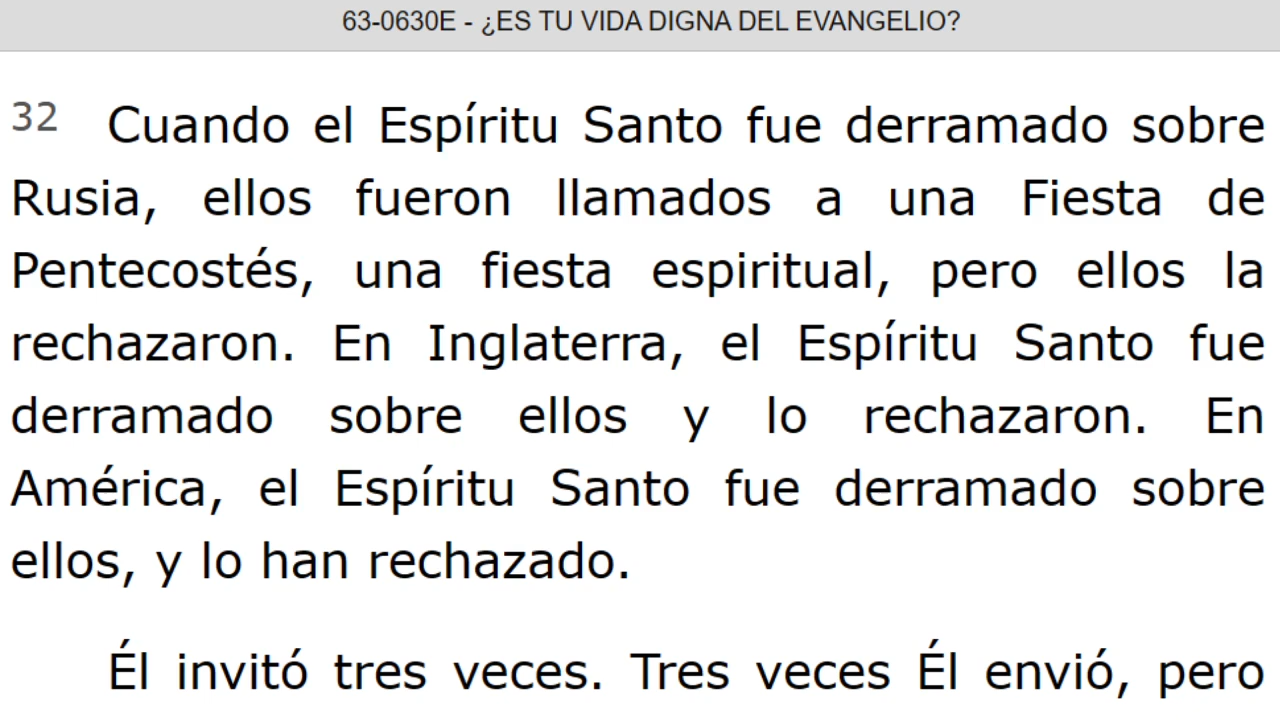 63-0630E - ¿ES TU VIDA DIGNA DEL EVANGELIO?
32 Cuando el Espíritu Santo fue derramado sobre
Rusia, ellos fueron llamados a una Fiesta de
Pentecostés, una fiesta espiritual, pero ellos la
rechazaron. En Inglaterra, el Espíritu Santo fue
derramado sobre ellos y lo rechazaron. En
América, el Espíritu Santo fue derramado sobre
ellos, y lo han rechazado.
Él invitó tres veces. Tres veces Él envió, pero